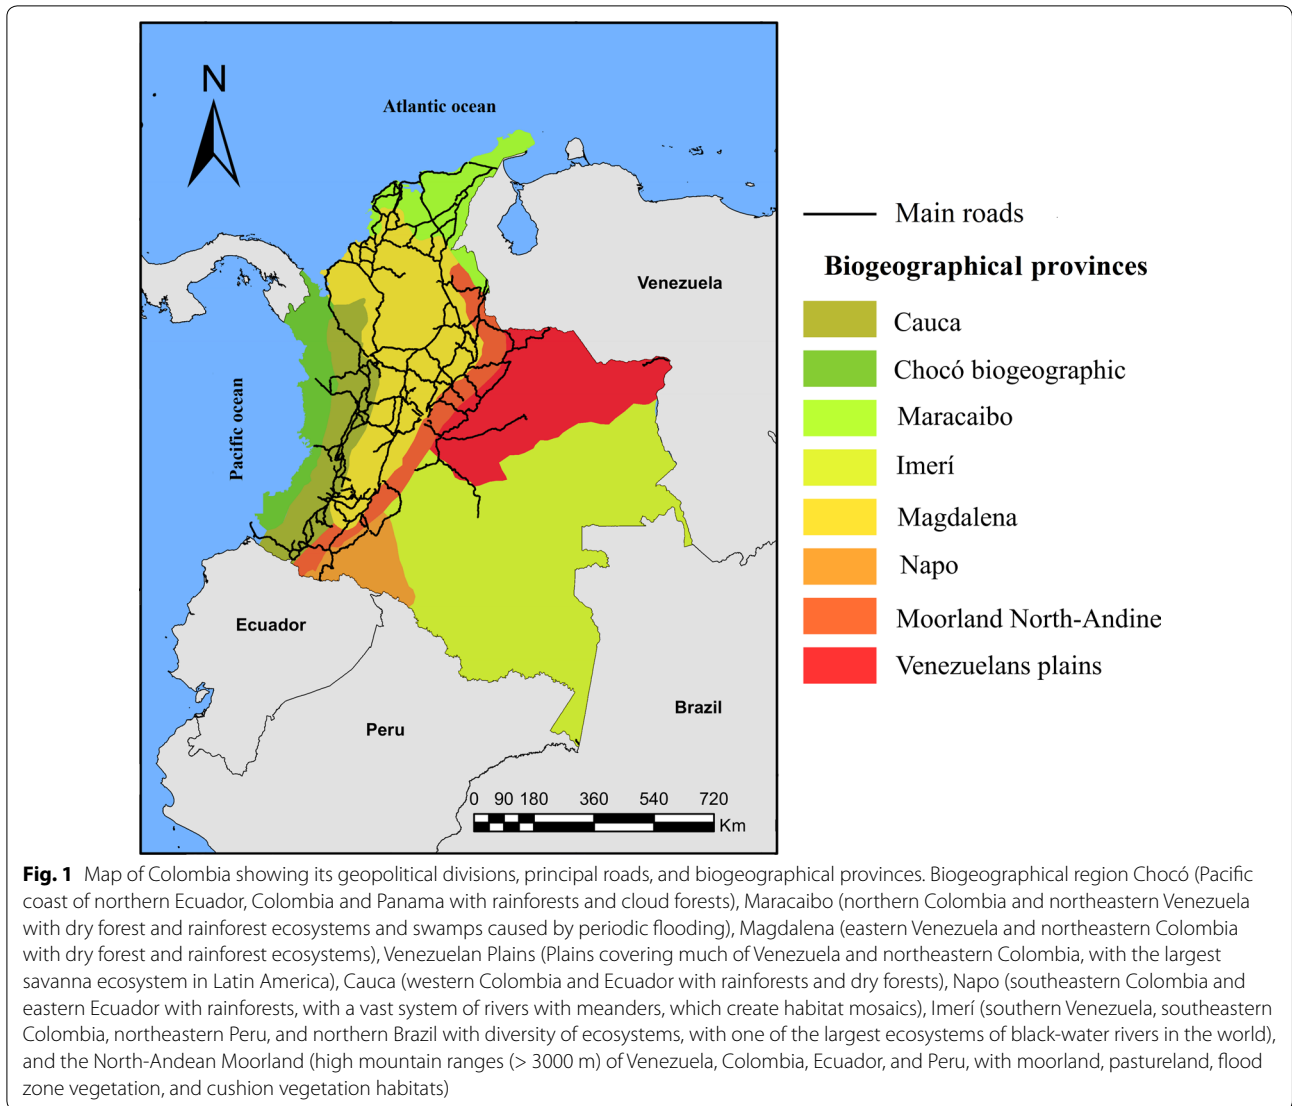 N
Atlantic ocean
Pacific ocean
Venezuela
Ecuador
Peru
Brazil
0 90 180 360 540 720
Km
Main roads
Biogeographical provinces
Cauca
Chocó biogeographic
Maracaibo
Imerí
Magdalena
Napo
Moorland North-Andine
Venezuelans plains
Fig. 1 Map of Colombia showing its geopolitical divisions, principal roads, and biogeographical provinces. Biogeographical region Chocó (Pacific
coast of northern Ecuador, Colombia and Panama with rainforests and cloud forests), Maracaibo (northern Colombia and northeastern Venezuela
with dry forest and rainforest ecosystems and swamps caused by periodic flooding), Magdalena (eastern Venezuela and northeastern Colombia
with dry forest and rainforest ecosystems), Venezuelan Plains (Plains covering much of Venezuela and northeastern Colombia, with the largest
savanna ecosystem in Latin America), Cauca (western Colombia and Ecuador with rainforests and dry forests), Napo (southeastern Colombia and
eastern Ecuador with rainforests, with a vast system of rivers with meanders, which create habitat mosaics), Imerí (southern Venezuela, southeastern
Colombia, northeastern Peru, and northern Brazil with diversity of ecosystems, with one of the largest ecosystems of black-water rivers in the world),
and the North-Andean Moorland (high mountain ranges (> 3000 m) of Venezuela, Colombia, Ecuador, and Peru, with moorland, pastureland, flood
zone vegetation, and cushion vegetation habitats)